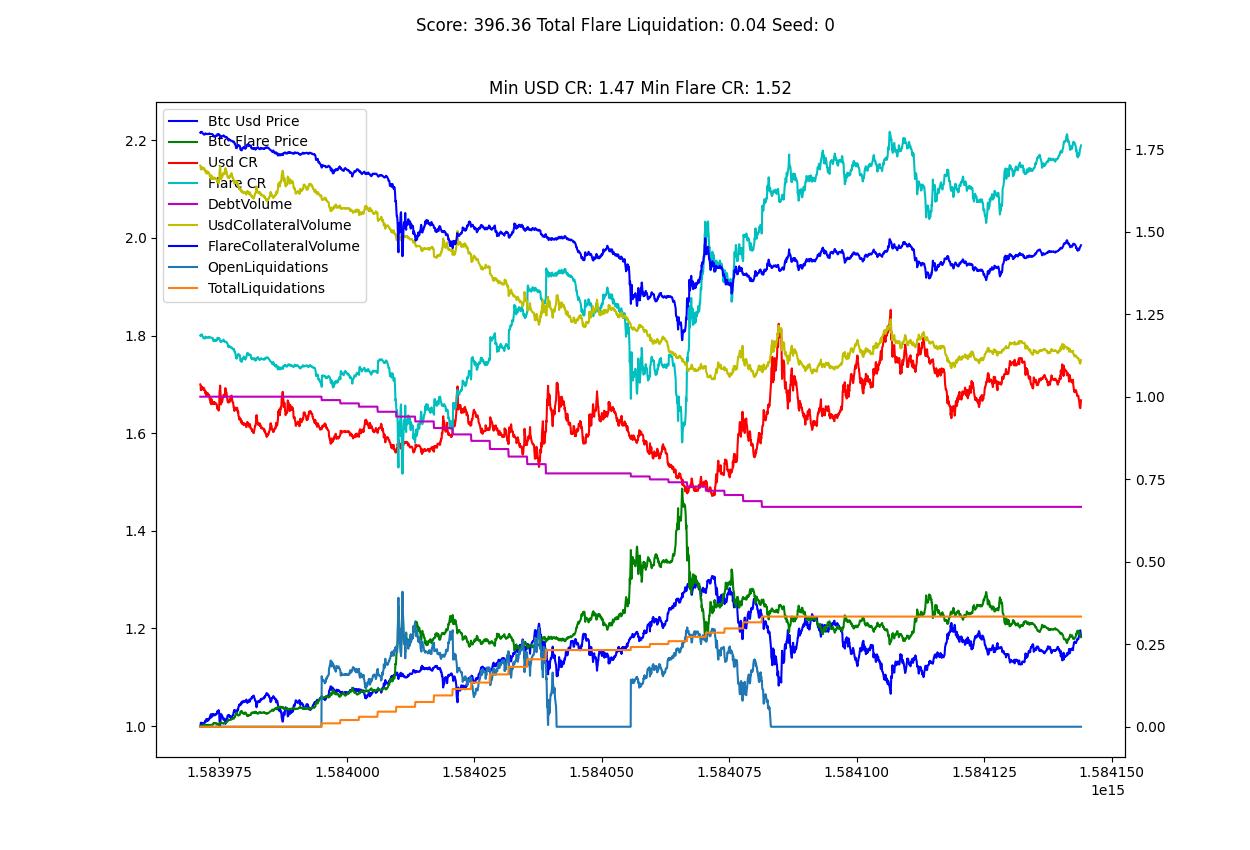 Score: 396.36 Total Flare Liquidation: 0.04 Seed: 0
Min USD CR: 1.47 Min Flare CR: 1.52
Btc Usd Price
Btc Flare Price
Usd CR
Flare CR
DebtVolume
UsdCollateralVolume
FlareCollateralVolume
OpenLiquidations
TotalLiquidations
2.2
2.0
1.8
1.6
1.4
1.2
1.0
1.75
1.50
1.25
1.00
0.75
0.50
0.25
0.00
1.583975 1.584000 1.584025 1.584050 1.584075 1.584100 1.584125 1.584150
1e15